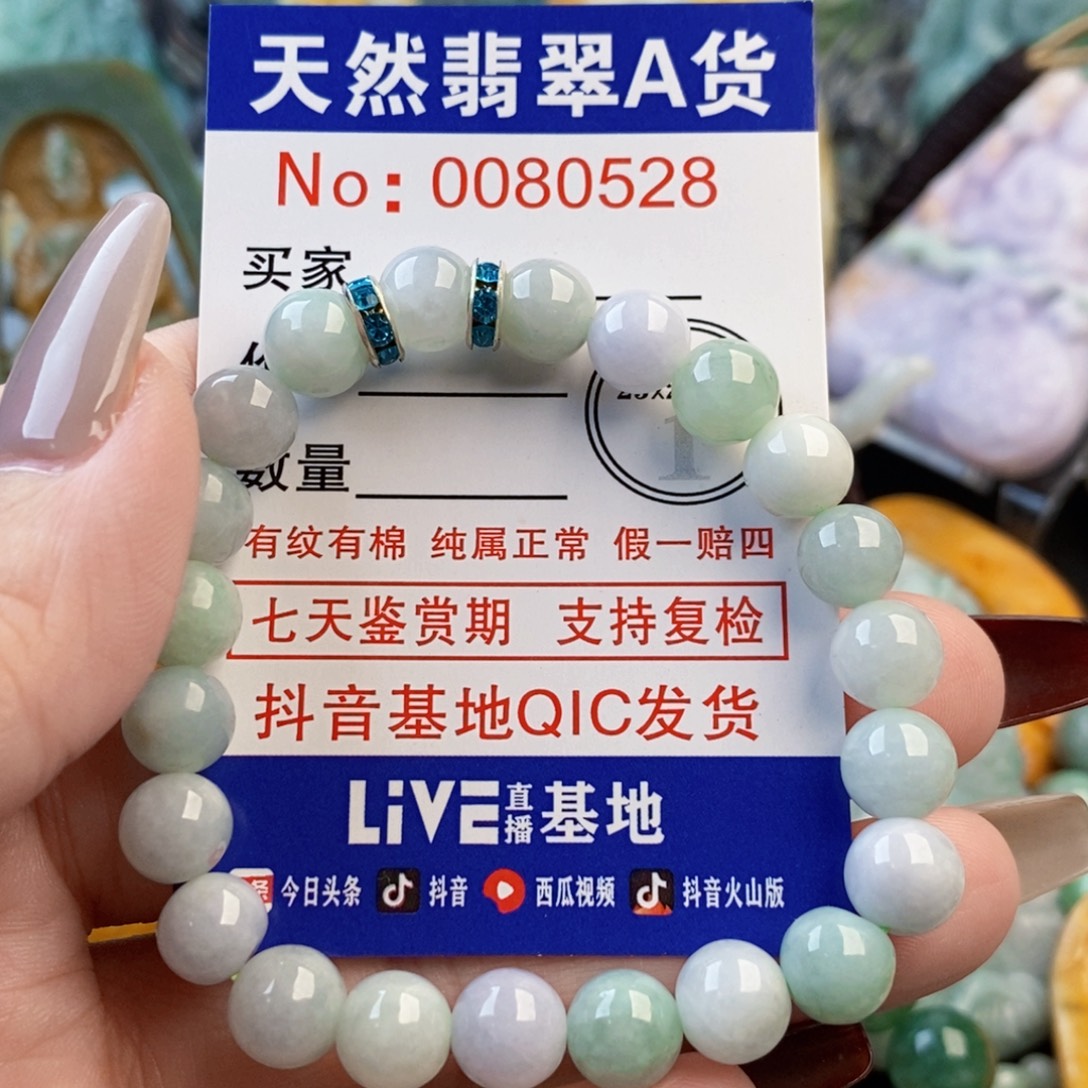 天然翡翠A货
No: 0080528
买家
数量
有纹有棉 纯属正常 假一赔四
七天鉴赏期 支持复检
抖音基地QIC发货
LiVE直播基地
今日头条 抖音 西瓜视频 抖音火山版